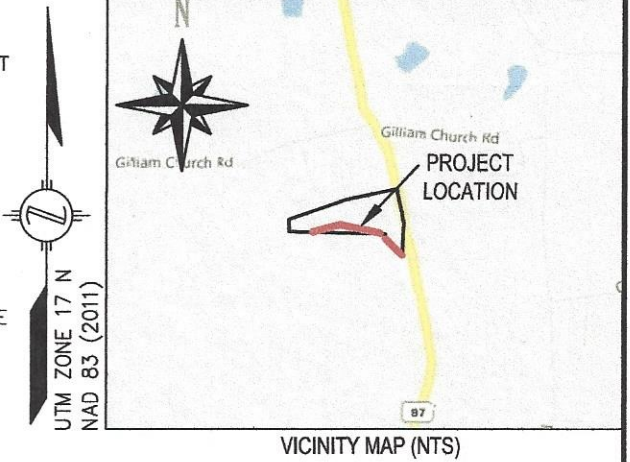 T
E
N
UTM ZONE 17 N
NAD 83 (2011)
N
Gilliam Church Rd
Gilliam Church Rd
PROJECT
LOCATION
87
VICINITY MAP (NTS)